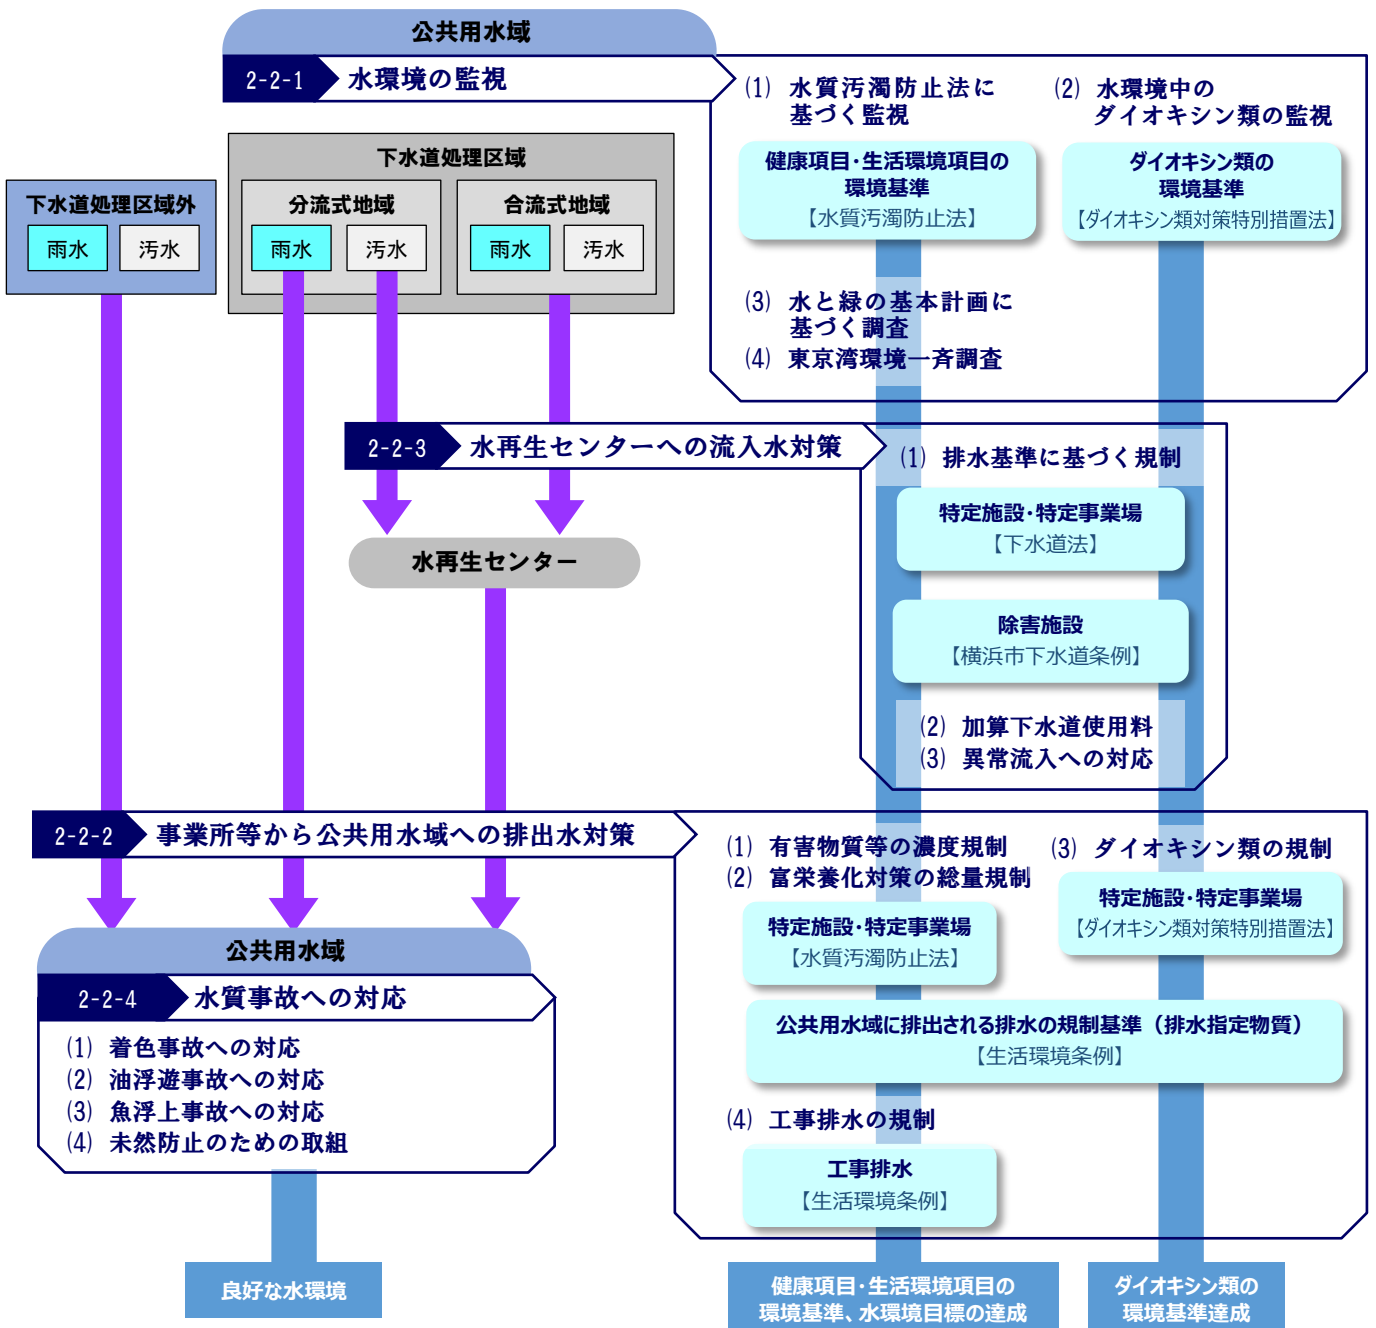 公共用水域
2-2-1 水環境の監視
(1) 水質汚濁防止法に
基づく監視
(2) 水環境中の
ダイオキシン類の監視
健康項目・生活環境項目の
環境基準
【水質汚濁防止法】
ダイオキシン類の
環境基準
【ダイオキシン類対策特別措置法】
(3) 水と緑の基本計画に
基づく調査
(4) 東京湾環境一斉調査
下水道処理区域外
雨水 汚水
下水道処理区域
分流式地域
雨水 汚水
合流式地域
雨水 汚水
2-2-3 水再生センターへの流入水対策
(1) 排水基準に基づく規制
特定施設・特定事業場
【下水道法】
除害施設
【横浜市下水道条例】
(2) 加算下水道使用料
(3) 異常流入への対応
水再生センター
2-2-2 事業所等から公共用水域への排出水対策
(1) 有害物質等の濃度規制
(2) 富栄養化対策の総量規制
(3) ダイオキシン類の規制
特定施設・特定事業場
【水質汚濁防止法】
特定施設・特定事業場
【ダイオキシン類対策特別措置法】
公共用水域に排出される排水の規制基準（排水指定物質）
【生活環境条例】
(4) 工事排水の規制
工事排水
【生活環境条例】
公共用水域
2-2-4 水質事故への対応
(1) 着色事故への対応
(2) 油浮遊事故への対応
(3) 魚浮上事故への対応
(4) 未然防止のための取組
良好な水環境
健康項目・生活環境項目の
環境基準、水環境目標の達成
ダイオキシン類の
環境基準達成